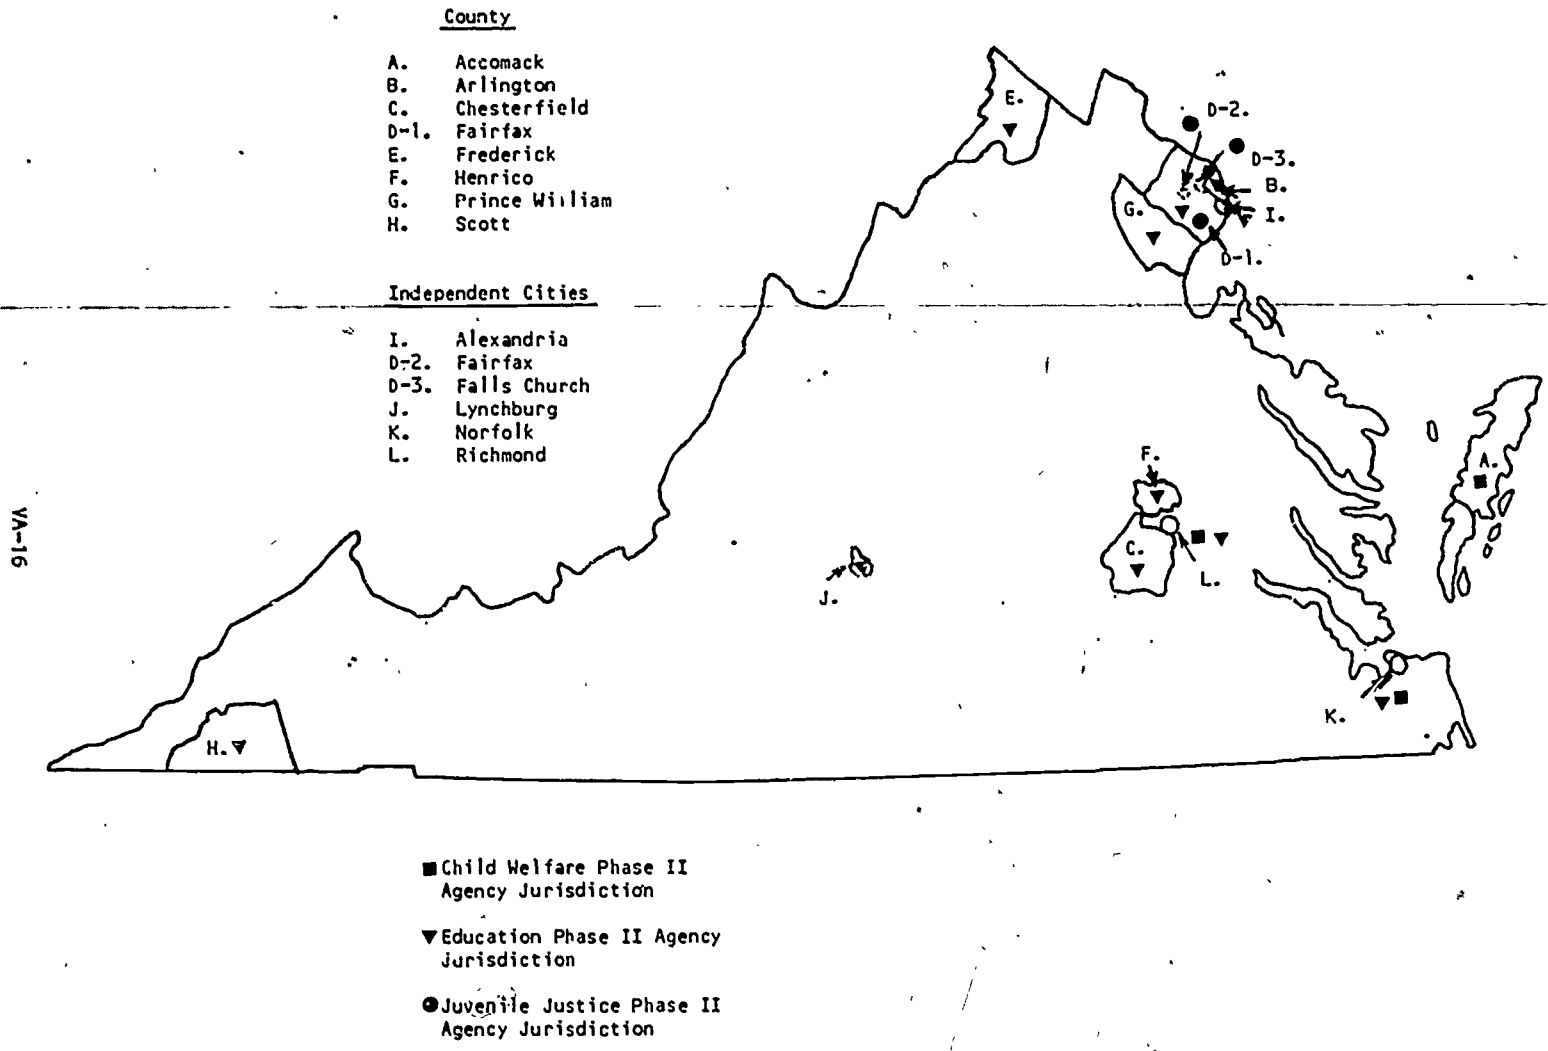 County
A. Accomack
B. Arlington
C. Chesterfield
D-1. Fairfax
E. Frederick
F. Henrico
G. Prince William
H. Scott
Independent Cities
I. Alexandria
D-2. Fairfax
D-3. Falls Church
J. Lynchburg
K. Norfolk
L. Richmond
E.
D-2.
D-3.
B.
I.
G.
D-1.
A.
F.
C.
L.
J.
K.
H.
VA-16
Child Welfare Phase II
Agency Jurisdiction
Education Phase II Agency
Jurisdiction
Juvenile Justice Phase II
Agency Jurisdiction